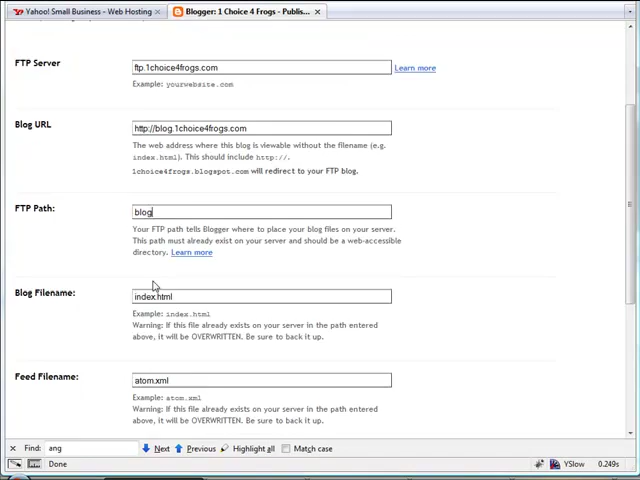 Yahoo! Small Business - Web Hosting
Blogger: 1 Choice 4 Frogs - Publis...
FTP Server
ftp.1choice4frogs.com
Learn more
Example: yourwebsite.com
Blog URL
http://blog.1choice4frogs.com
The web address where this blog is viewable without the filename (e.g.
index.html). This should include http://.
1choice4frogs.blogspot.com will redirect to your FTP blog.
FTP Path:
blog
Your FTP path tells Blogger where to place your blog files on your server.
This path must already exist on your server and should be a web-accessible
directory. Learn more
Blog Filename:
index.html
Example: index.html
Warning: If this file already exists on your server in the path entered
above, it will be OVERWRITTEN. Be sure to back it up.
Feed Filename:
atom.xml
Example: atom.xml
Warning: If this file already exists on your server in the path entered
above, it will be OVERWRITTEN. Be sure to back it up.
Find: ang Next Previous Highlight all Match case
Done YSlow 0.249s